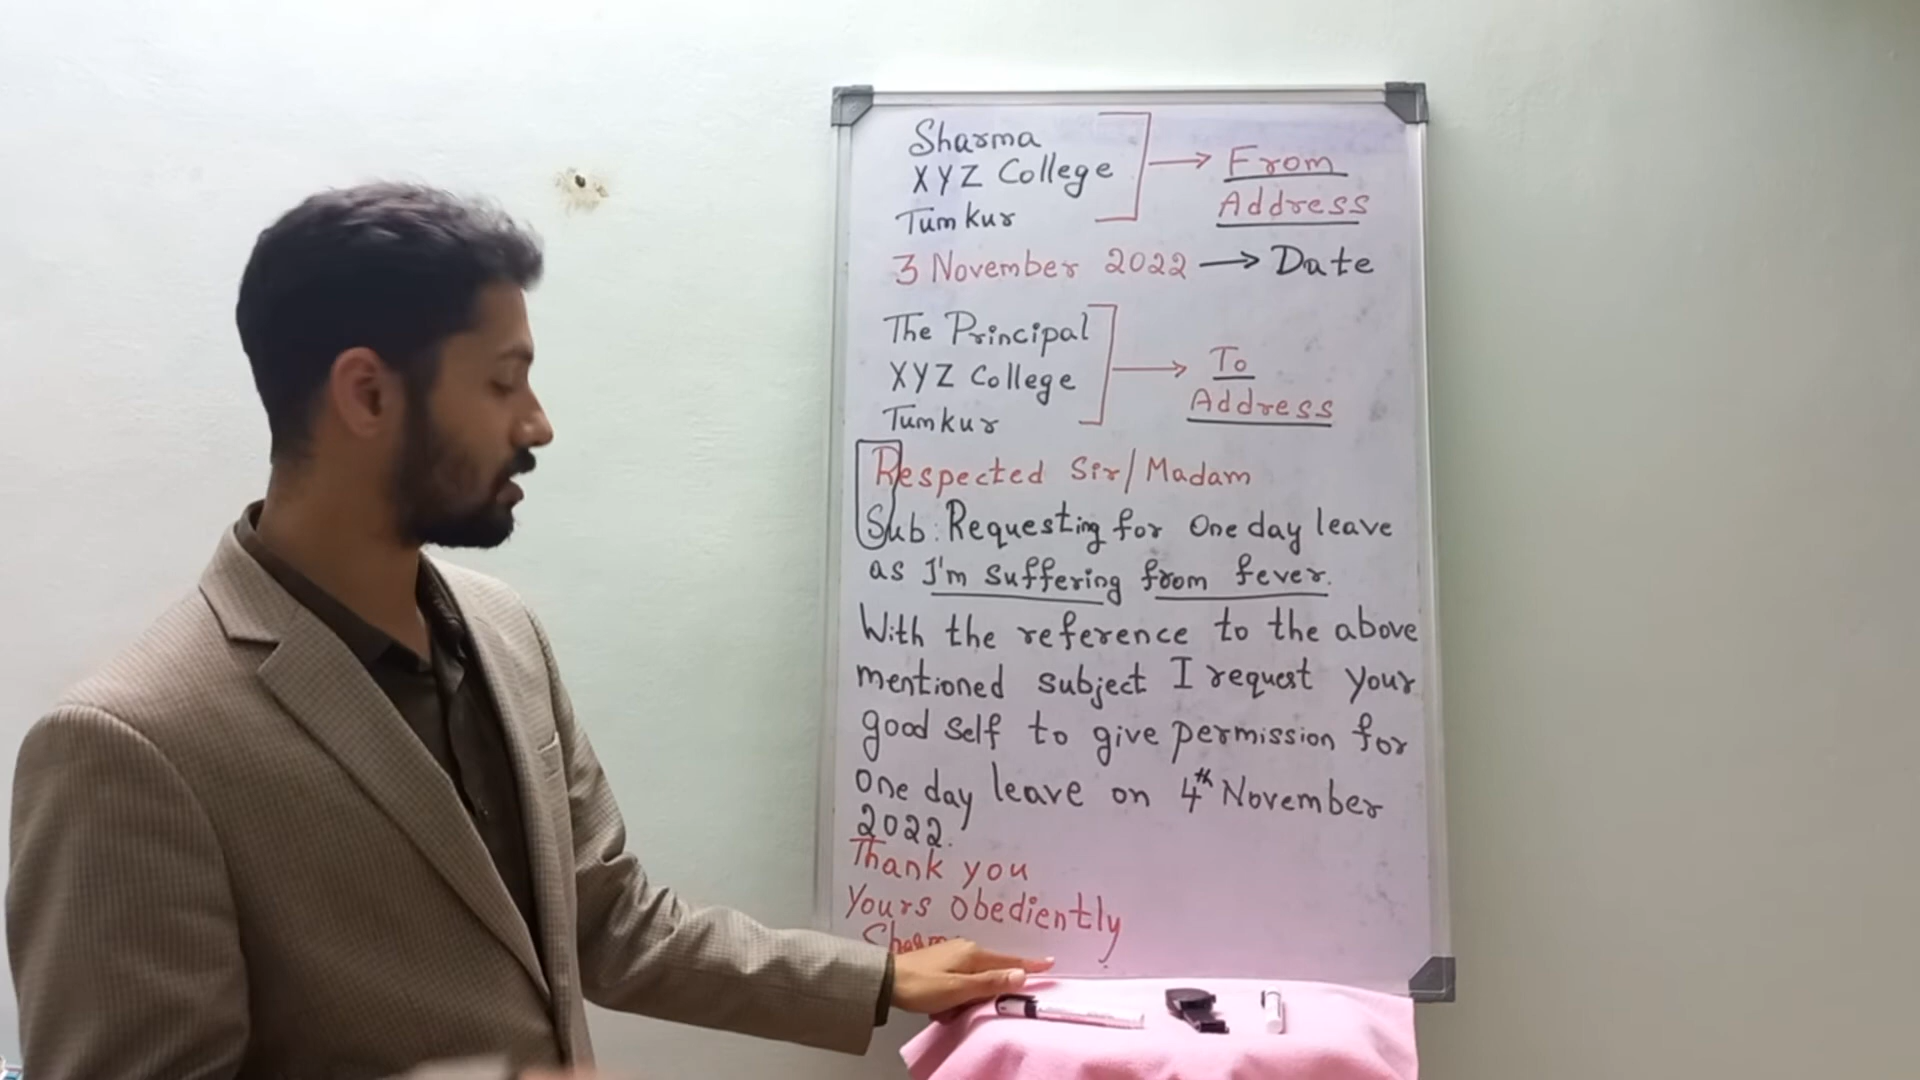 Sharma
XYZ College
Tumkur
From
Address
3 November 2022 → Date
The Principal
XYZ College
Tumkur
To
Address
Respected Sir/Madam
Sub: Requesting for One day leave
as I'm suffering from fever.
With the reference to the above
mentioned subject I request your
good self to give permission for
One day leave on 4th November
2022.
Thank you
Yours Obediently